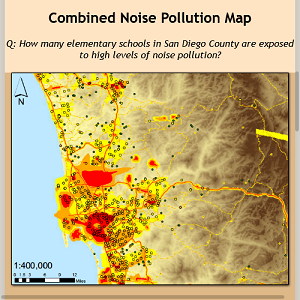 Combined Noise Pollution Map
Q: How many elementary schools in San Diego County are exposed
to high levels of noise pollution?
N
1:400,000
0 1.5 3 6 9 12
Miles